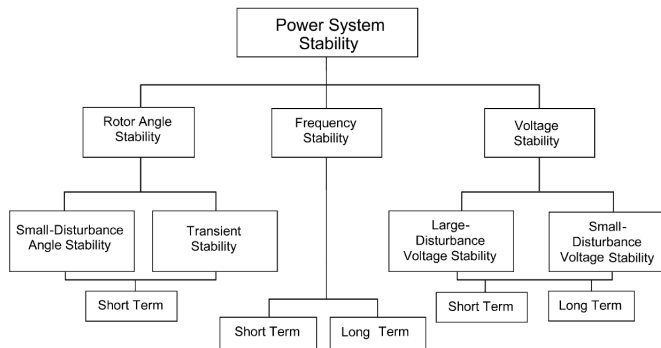 Power System
Stability
Rotor Angle
Stability
Frequency
Stability
Voltage
Stability
Small-Disturbance
Angle Stability
Transient
Stability
Large-
Disturbance
Voltage Stability
Small-
Disturbance
Voltage Stability
Short Term
Short Term
Long Term
Short Term
Long Term